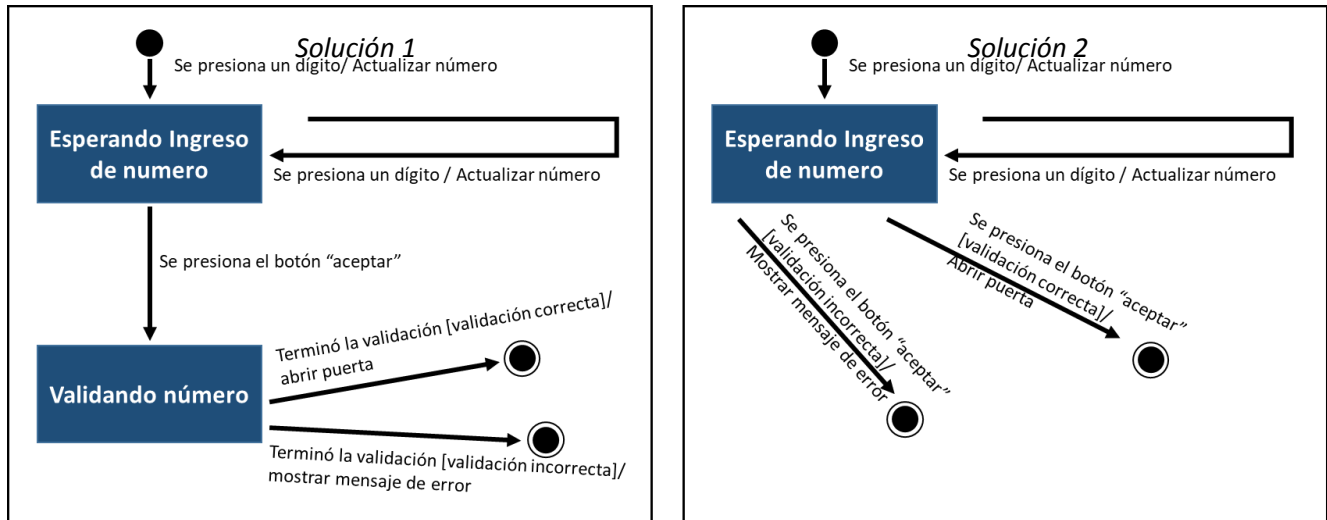 Solución 1
Se presiona un dígito/ Actualizar número
Esperando Ingreso
de numero
Se presiona un dígito / Actualizar número
Se presiona el botón “aceptar”
Terminó la validación [validación correcta]/
abrir puerta
Validando número
Terminó la validación [validación incorrecta]/
mostrar mensaje de error
Solución 2
Se presiona un dígito/ Actualizar número
Esperando Ingreso
de numero
Se presiona un dígito / Actualizar número
Se presiona el botón “aceptar”
[validación incorrecta]/
Mostrar mensaje de error
Se presiona el botón “aceptar”
[validación correcta]/
Abrir puerta